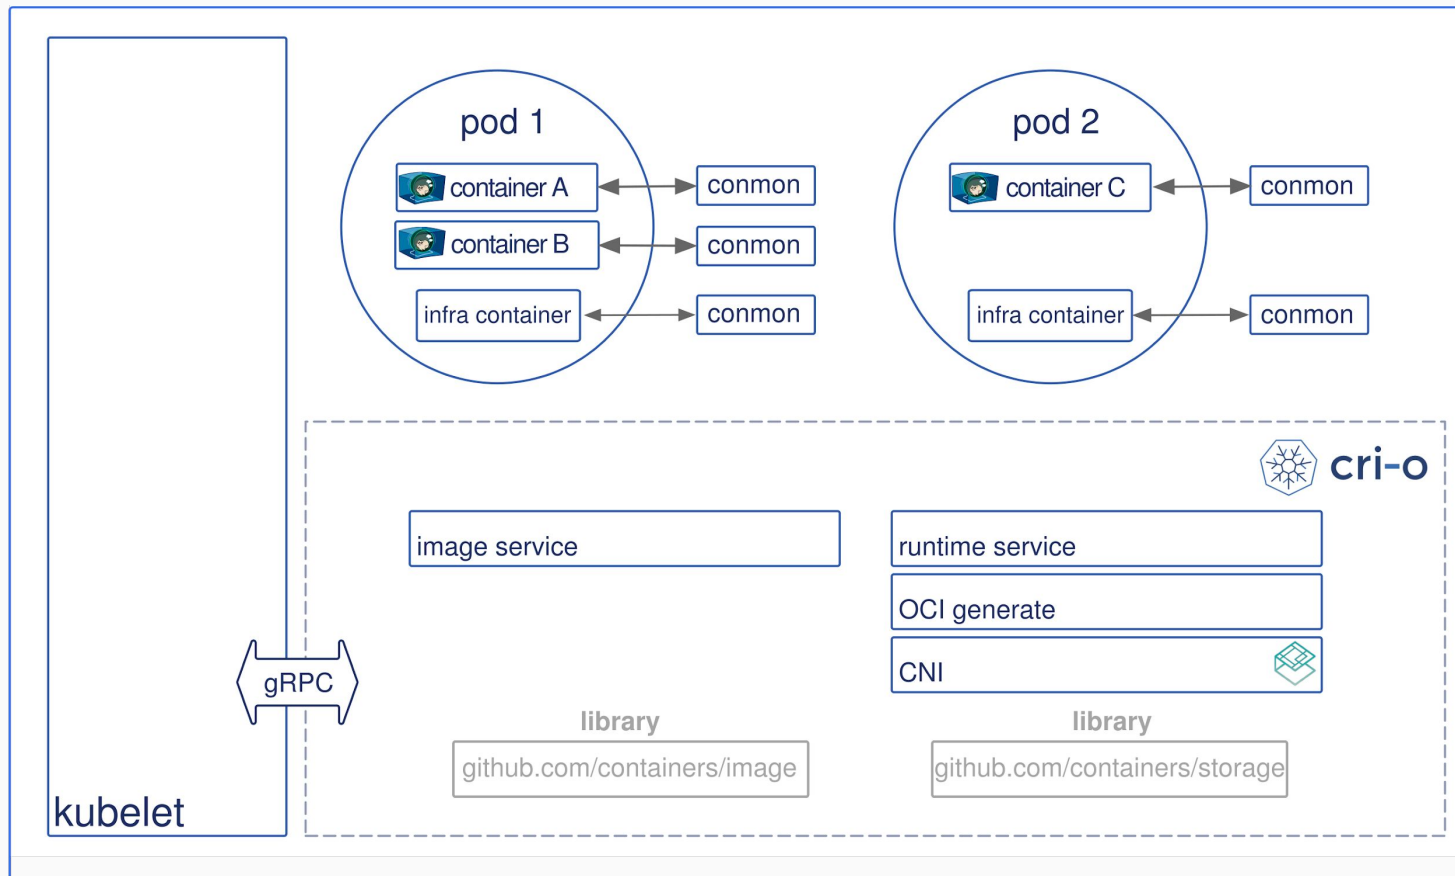 pod 1
container A
conmon
container B
conmon
infra container
conmon
pod 2
container C
conmon
infra container
conmon
cri-o
image service
runtime service
OCI generate
CNI
gRPC
library
github.com/containers/image
library
github.com/containers/storage
kubelet